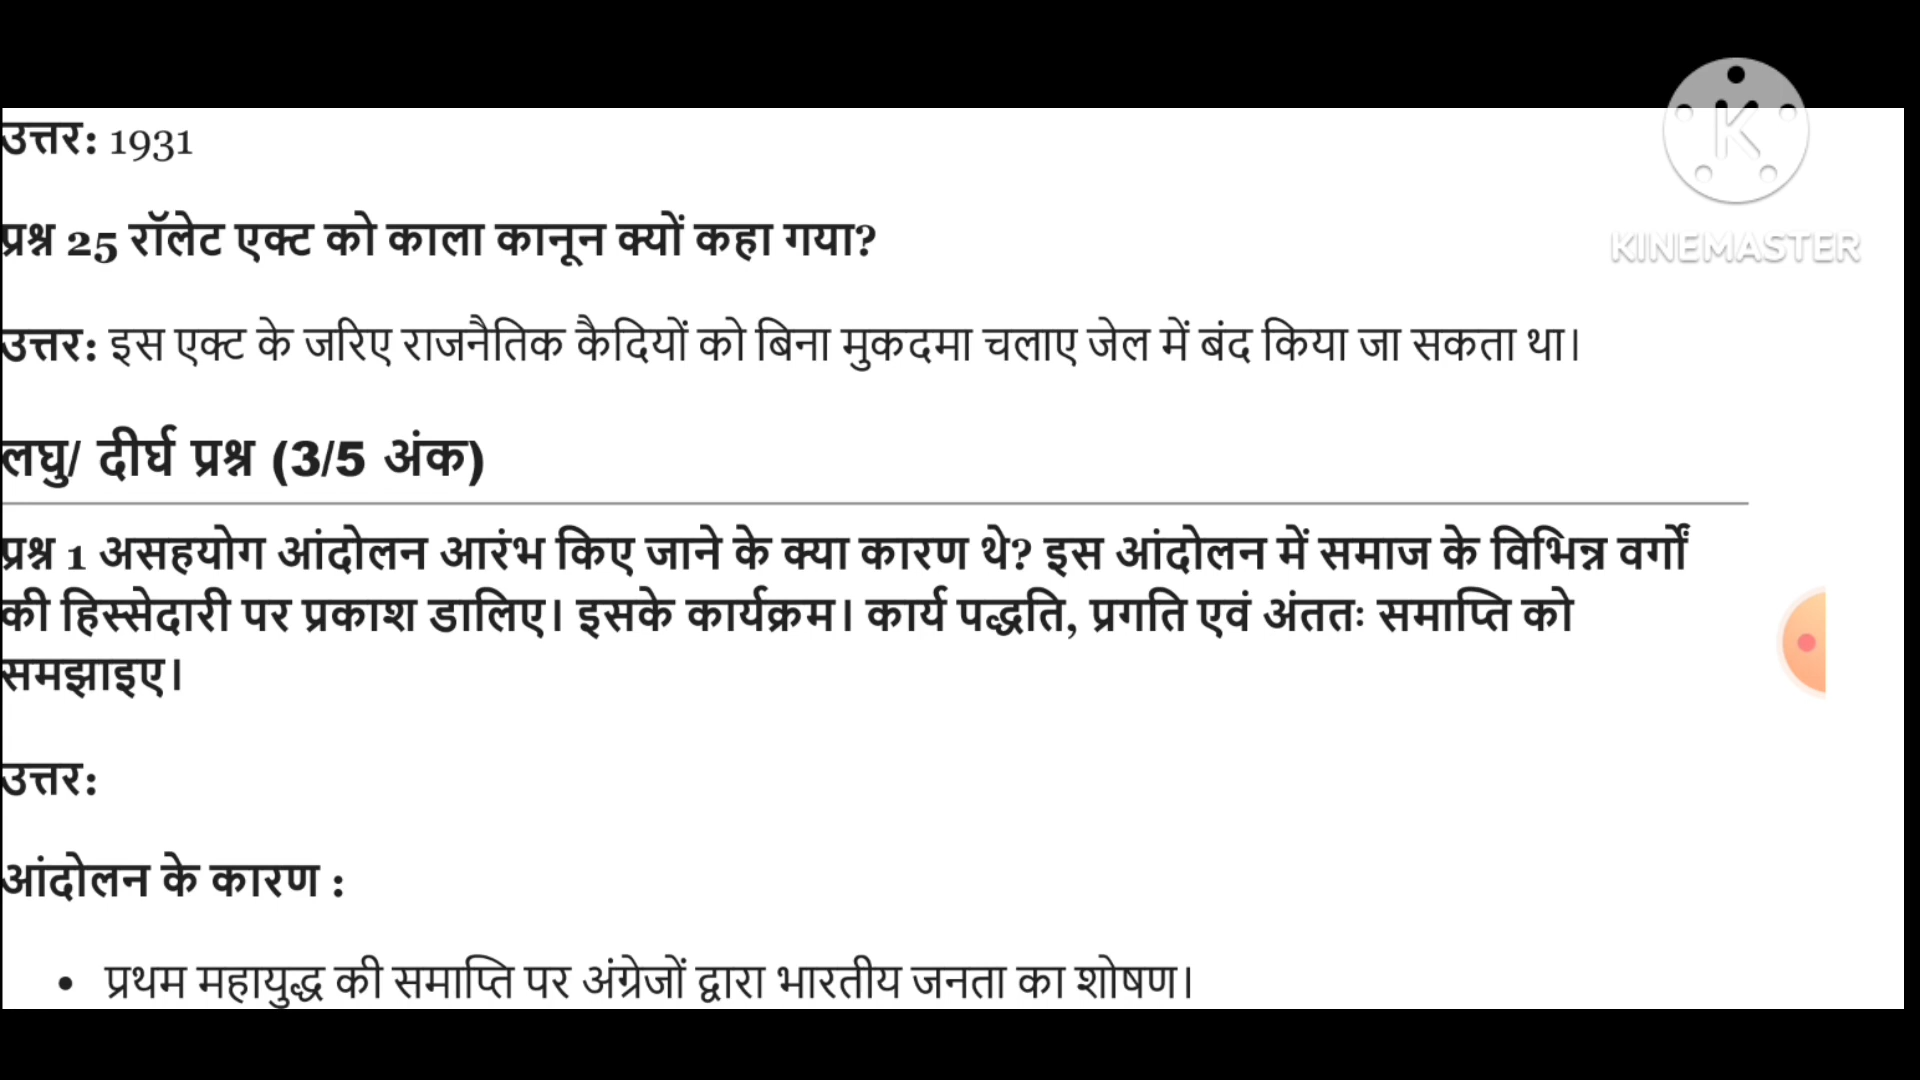 उत्तर: 1931
KINEMASTER
प्रश्न 25 रॉलेट एक्ट को काला कानून क्यों कहा गया?
उत्तर: इस एक्ट के जरिए राजनैतिक कैदियों को बिना मुकदमा चलाए जेल में बंद किया जा सकता था।
लघु/ दीर्घ प्रश्न (3/5 अंक)
प्रश्न 1 असहयोग आंदोलन आरंभ किए जाने के क्या कारण थे? इस आंदोलन में समाज के विभिन्न वर्गों
की हिस्सेदारी पर प्रकाश डालिए। इसके कार्यक्रम। कार्य पद्धति, प्रगति एवं अंततः समाप्ति को
समझाइए।
उत्तर:
आंदोलन के कारण :
• प्रथम महायुद्ध की समाप्ति पर अंग्रेजों द्वारा भारतीय जनता का शोषण।